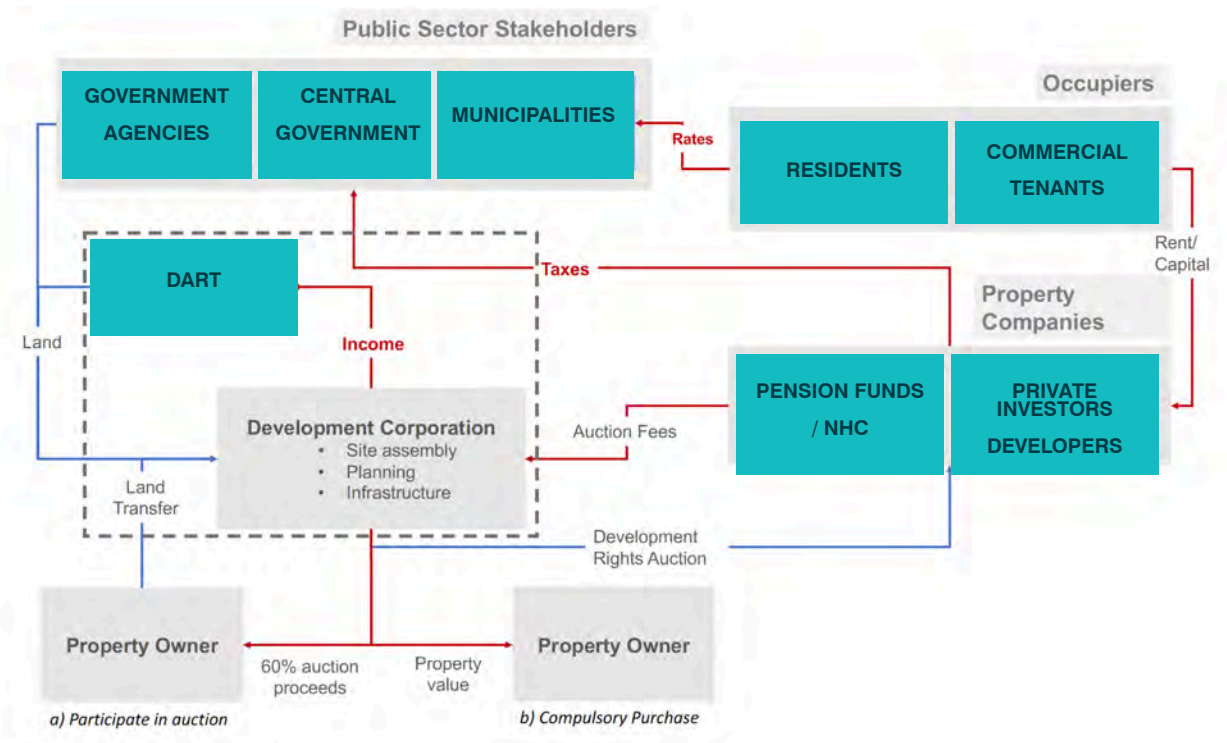 Public Sector Stakeholders
GOVERNMENT
AGENCIES
CENTRAL
GOVERNMENT
MUNICIPALITIES
Occupiers
Rates
RESIDENTS
COMMERCIAL
TENANTS
Rent/
Capital
DART
Taxes
Property
Companies
Land
Income
PENSION FUNDS
/ NHC
PRIVATE
INVESTORS
DEVELOPERS
Development Corporation
• Site assembly
• Planning
• Infrastructure
Auction Fees
Land
Transfer
Development
Rights Auction
Property Owner
60% auction
proceeds
Property
value
Property Owner
a) Participate in auction
b) Compulsory Purchase